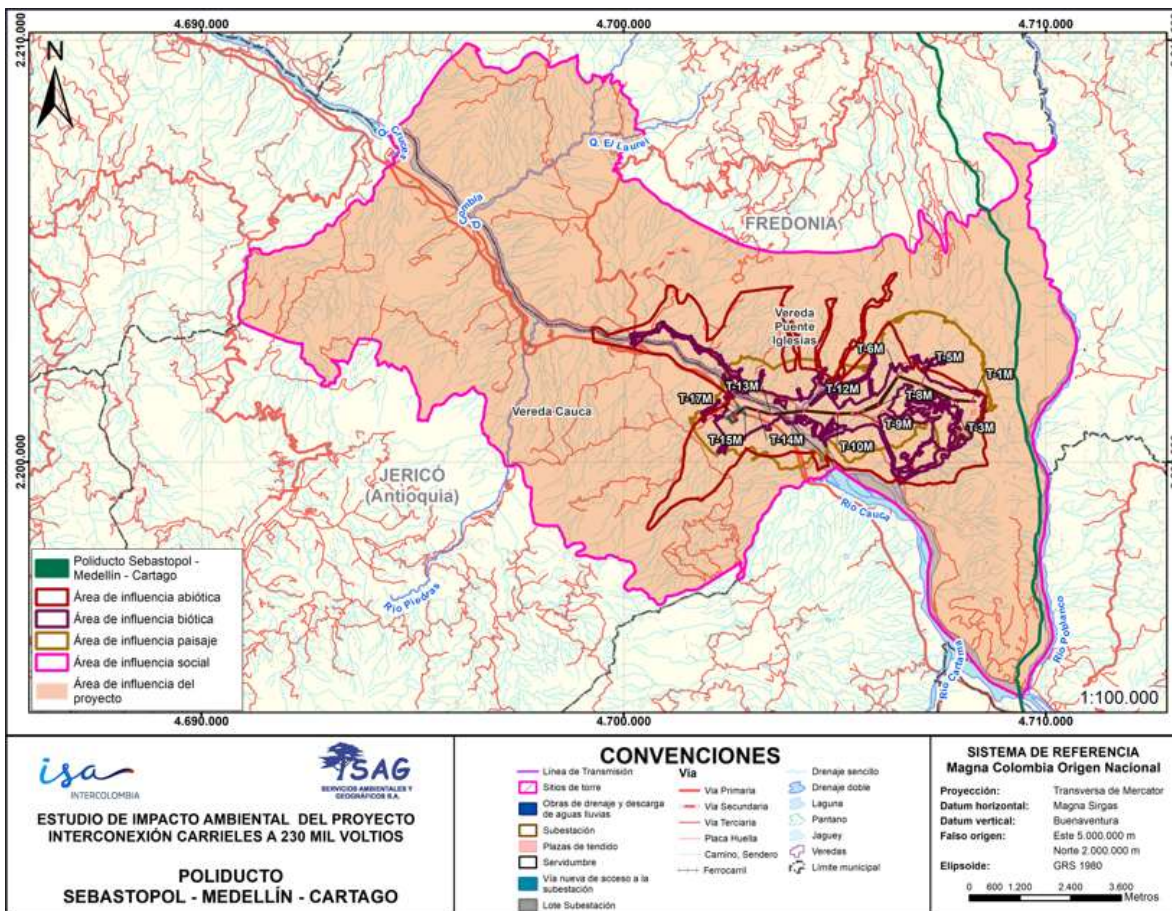 4.690.000
4.700.000
4.710.000
2.210.000
N
Cruces
Q.
Q. El Laurel
Combia
Q.
FREDONIA
Vereda
Puente
Iglesias
T-6M
T-5M
T-1M
T-13M
T-12M
T-8M
T-17M
Vereda Cauca
T-9M
T-3M
T-15M
T-14M
T-10M
2.200.000
JERICÓ
(Antioquia)
Río Cauca
Río Piedras
Río Poblanco
Río Cartama
Poliducto Sebastopol -
Medellín - Cartago
Área de influencia abiótica
Área de influencia biótica
Área de influencia paisaje
Área de influencia social
Área de influencia del
proyecto
1:100.000
4.690.000
4.700.000
4.710.000
isa
INTERCOLOMBIA
SAG
SERVICIOS AMBIENTALES Y
GEOGRÁFICOS S.A.
ESTUDIO DE IMPACTO AMBIENTAL DEL PROYECTO
INTERCONEXIÓN CARRIELES A 230 MIL VOLTIOS
POLIDUCTO
SEBASTOPOL - MEDELLÍN - CARTAGO
CONVENCIONES
Línea de Transmisión
Sitios de torre
Obras de drenaje y descarga
de aguas lluvias
Subestación
Plazas de tendido
Servidumbre
Vía nueva de acceso a la
subestación
Lote Subestación
Vía
Vía Primaria
Vía Secundaria
Vía Terciaria
Placa Huella
Camino, Sendero
Ferrocarril
Drenaje sencillo
Drenaje doble
Laguna
Pantano
Jaguey
Veredas
Límite municipal
SISTEMA DE REFERENCIA
Magna Colombia Origen Nacional
Proyección: Transversa de Mercator
Datum horizontal: Magna Sirgas
Datum vertical: Buenaventura
Falso origen: Este 5.000.000 m
Norte 2.000.000 m
Elipsoide: GRS 1980
0 600 1.200 2.400 3.600
Metros